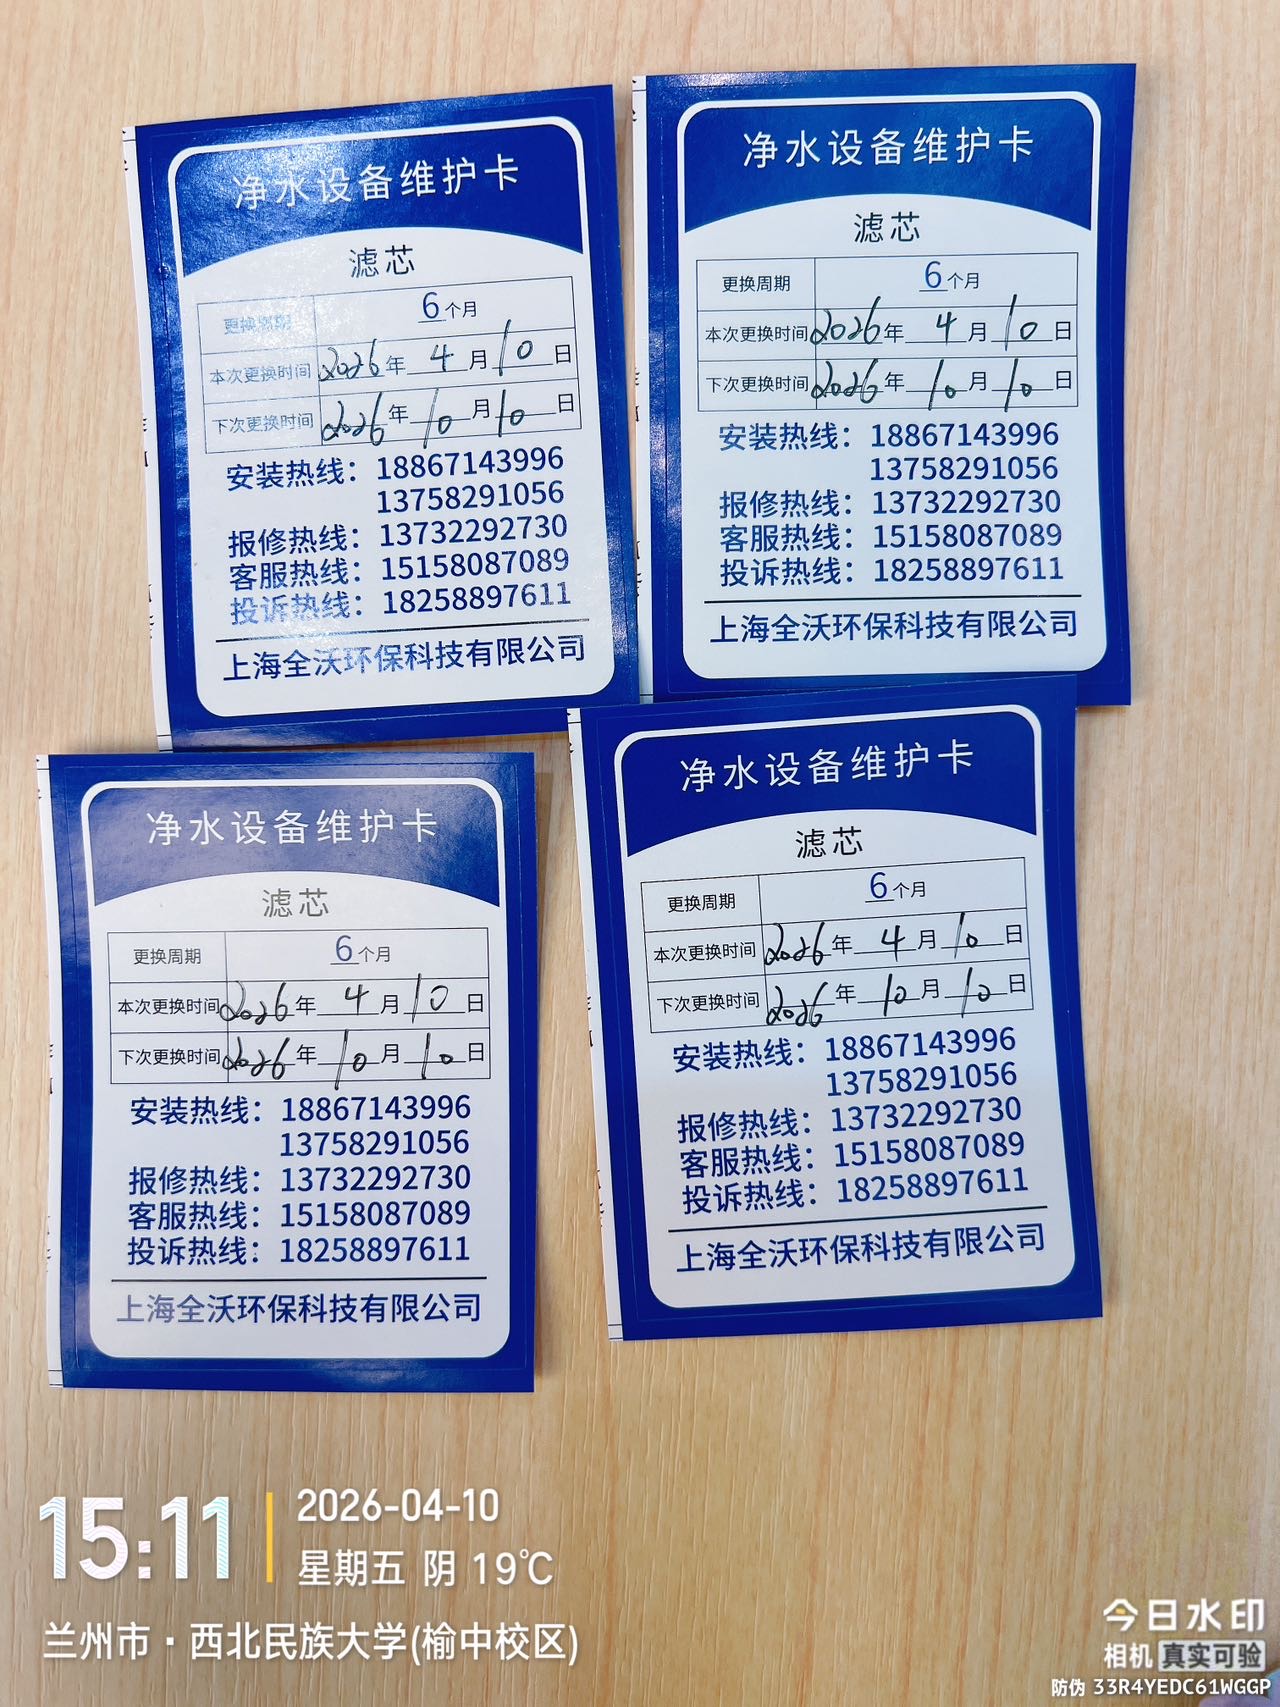 净水设备维护卡
滤芯
更换周期 6个月
本次更换时间 2026年 4月 10日
下次更换时间 2026年 10月 10日
安装热线：18867143996
13758291056
报修热线：13732292730
客服热线：15158087089
投诉热线：18258897611
上海全沃环保科技有限公司
净水设备维护卡
滤芯
更换周期 6个月
本次更换时间 2026年 4月 10日
下次更换时间 2026年 10月 10日
安装热线：18867143996
13758291056
报修热线：13732292730
客服热线：15158087089
投诉热线：18258897611
上海全沃环保科技有限公司
净水设备维护卡
滤芯
更换周期 6个月
本次更换时间 2026年 4月 10日
下次更换时间 2026年 10月 10日
安装热线：18867143996
13758291056
报修热线：13732292730
客服热线：15158087089
投诉热线：18258897611
上海全沃环保科技有限公司
净水设备维护卡
滤芯
更换周期 6个月
本次更换时间 2026年 4月 10日
下次更换时间 2026年 10月 10日
安装热线：18867143996
13758291056
报修热线：13732292730
客服热线：15158087089
投诉热线：18258897611
上海全沃环保科技有限公司
15:11
2026-04-10
星期五 阴 19℃
兰州市·西北民族大学(榆中校区)
今日水印
相机 真实可验
防伪 33R4YEDC61WGGP